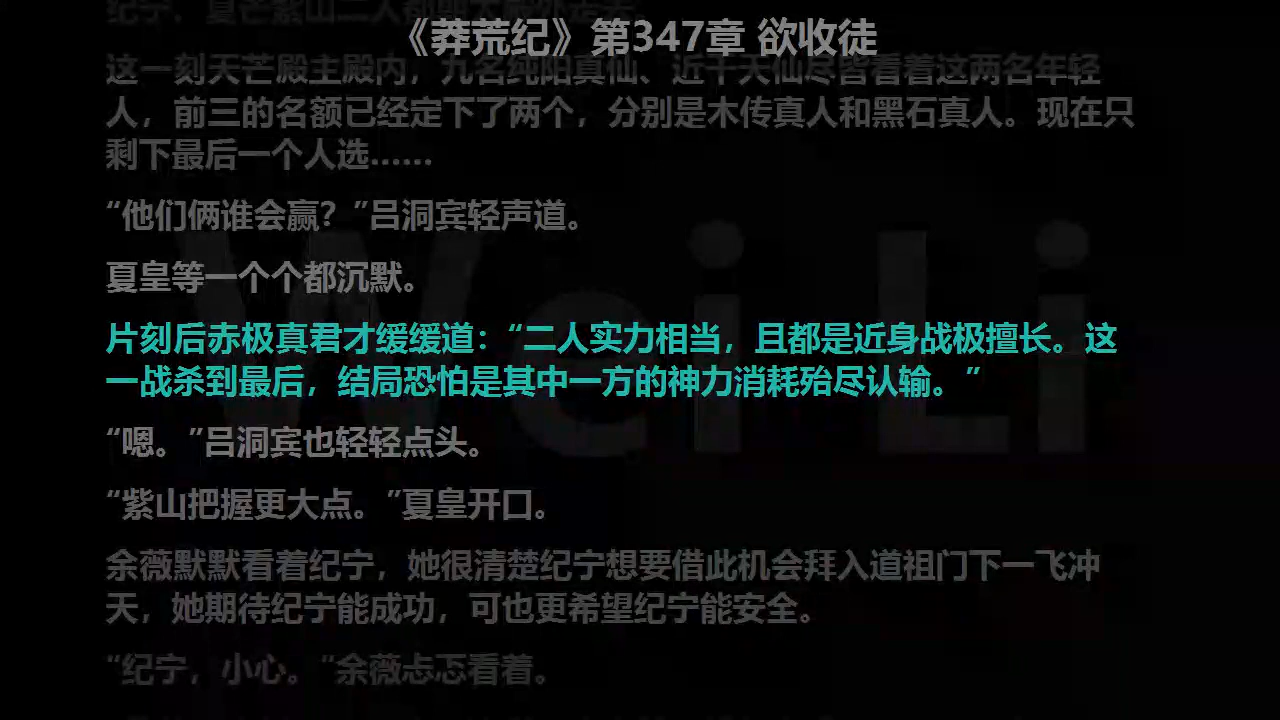 《莽荒纪》第347章 欲收徒
这一刻天芒殿主殿内，九名纯阳真仙、近千天仙尽皆看着这两名年轻
人，前三的名额已经定下了两个，分别是木传真人和黑石真人。现在只
剩下最后一个人选……
“他们俩谁会赢？”吕洞宾轻声道。
夏皇等一个个都沉默。
片刻后赤极真君才缓缓道：“二人实力相当，且都是近身战极擅长。这
一战杀到最后，结局恐怕是其中一方的神力消耗殆尽认输。”
“嗯。”吕洞宾也轻轻点头。
“紫山把握更大点。”夏皇开口。
余薇默默看着纪宁，她很清楚纪宁想要借此机会拜入道祖门下一飞冲
天，她期待纪宁能成功，可也更希望纪宁能安全。
“纪宁，小心。“余薇忐忑看着。
Wei Li